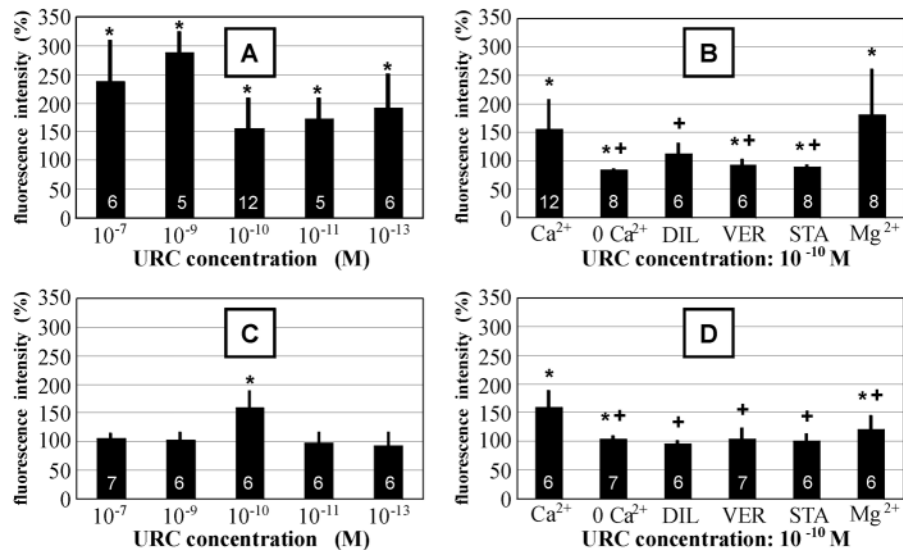 A
fluorescence intensity (%)
350
300
250
200
150
100
50
0
* * * * *
6 5 12 5 6
10⁻⁷ 10⁻⁹ 10⁻¹⁰ 10⁻¹¹ 10⁻¹³
URC concentration (M)
B
fluorescence intensity (%)
350
300
250
200
150
100
50
0
* *+ + *+ *+ *
12 8 6 6 8 8
Ca²⁺ 0 Ca²⁺ DIL VER STA Mg²⁺
URC concentration: 10⁻¹⁰ M
C
fluorescence intensity (%)
350
300
250
200
150
100
50
0
*
7 6 6 6 6
10⁻⁷ 10⁻⁹ 10⁻¹⁰ 10⁻¹¹ 10⁻¹³
URC concentration (M)
D
fluorescence intensity (%)
350
300
250
200
150
100
50
0
* *+ + + + *+
6 7 6 7 6 6
Ca²⁺ 0 Ca²⁺ DIL VER STA Mg²⁺
URC concentration: 10⁻¹⁰ M